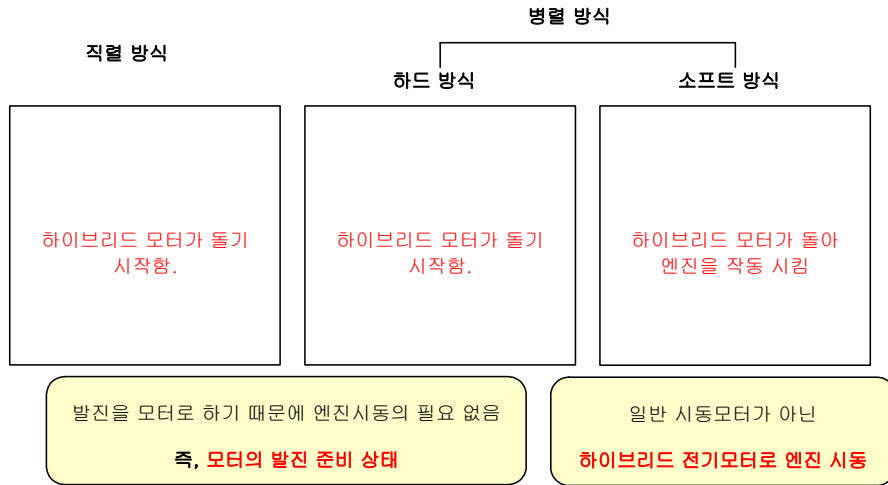 병렬 방식
직렬 방식
하드 방식
소프트 방식
하이브리드 모터가 돌기
시작함.
하이브리드 모터가 돌기
시작함.
하이브리드 모터가 돌아
엔진을 작동 시킴
발진을 모터로 하기 때문에 엔진시동의 필요 없음
즉, 모터의 발진 준비 상태
일반 시동모터가 아닌
하이브리드 전기모터로 엔진 시동